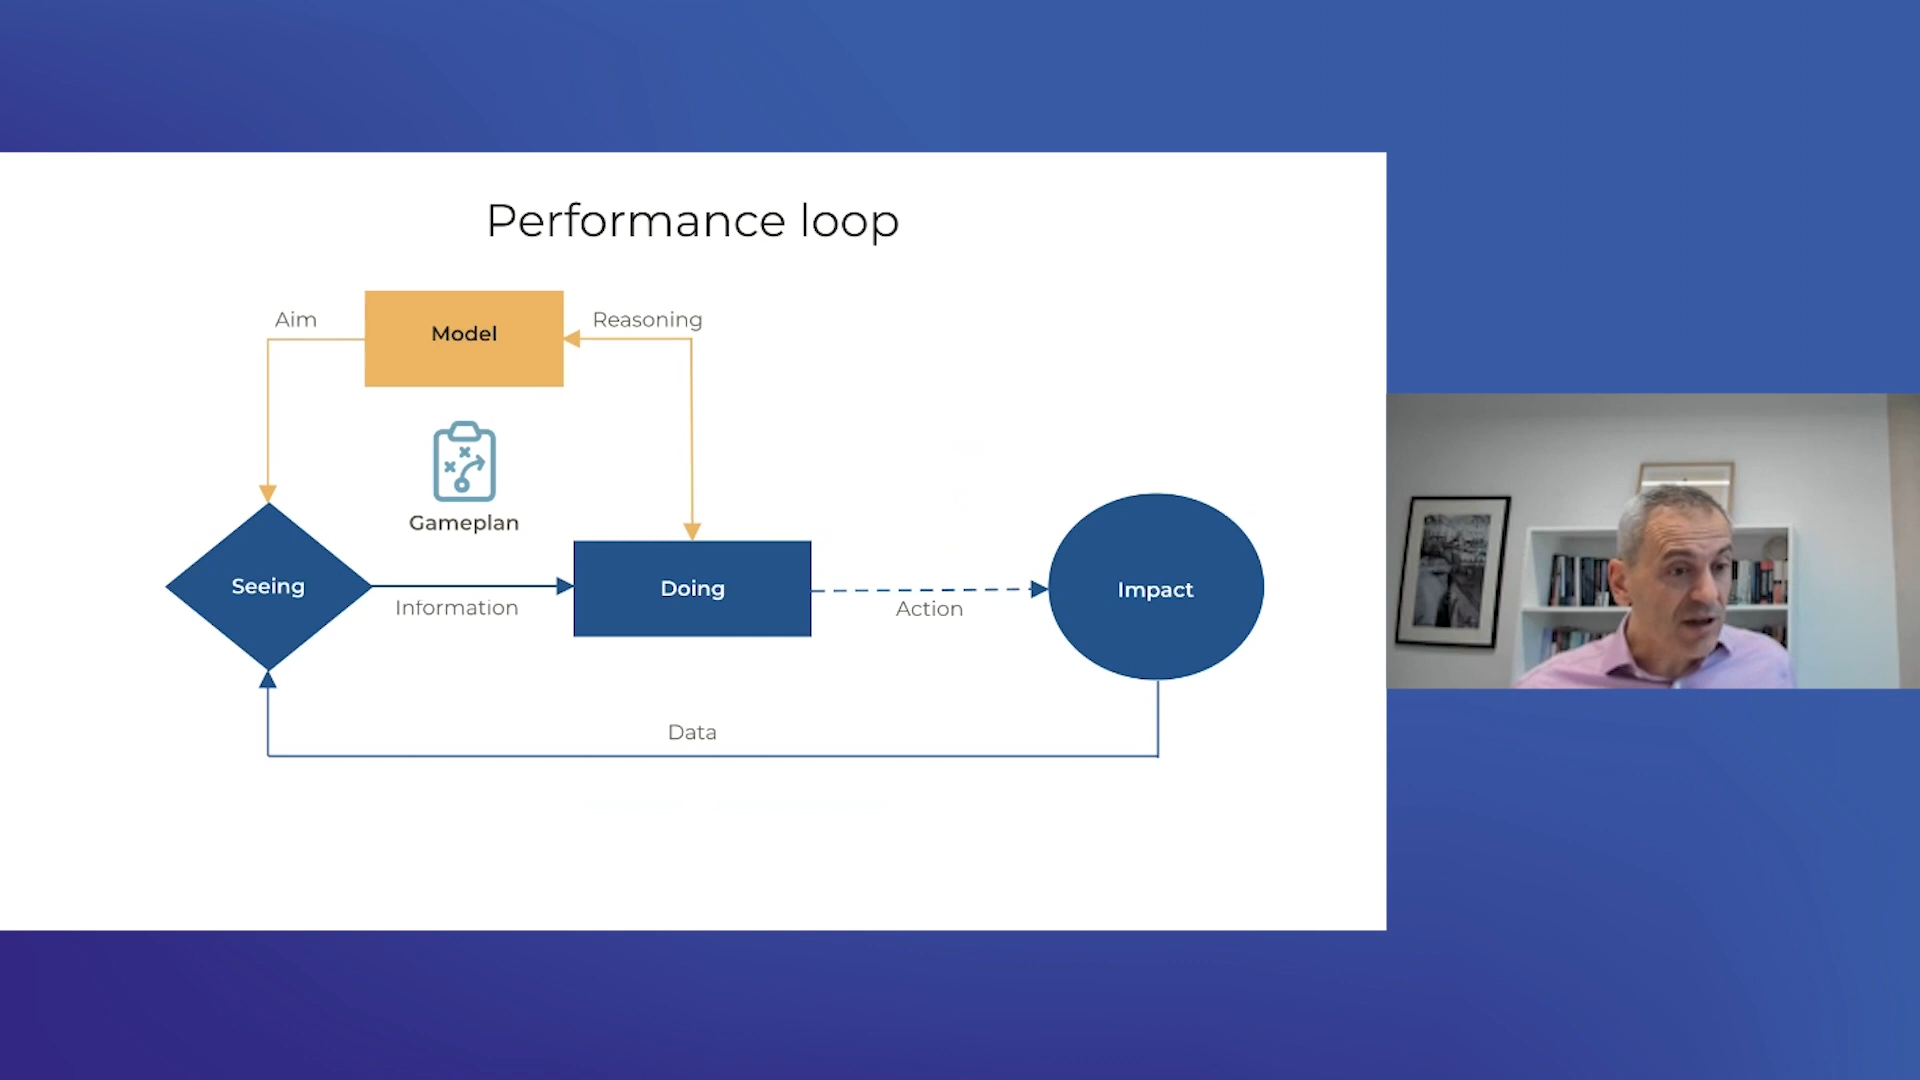 Performance loop
Aim
Model
Reasoning
Gameplan
Seeing
Information
Doing
Action
Impact
Data